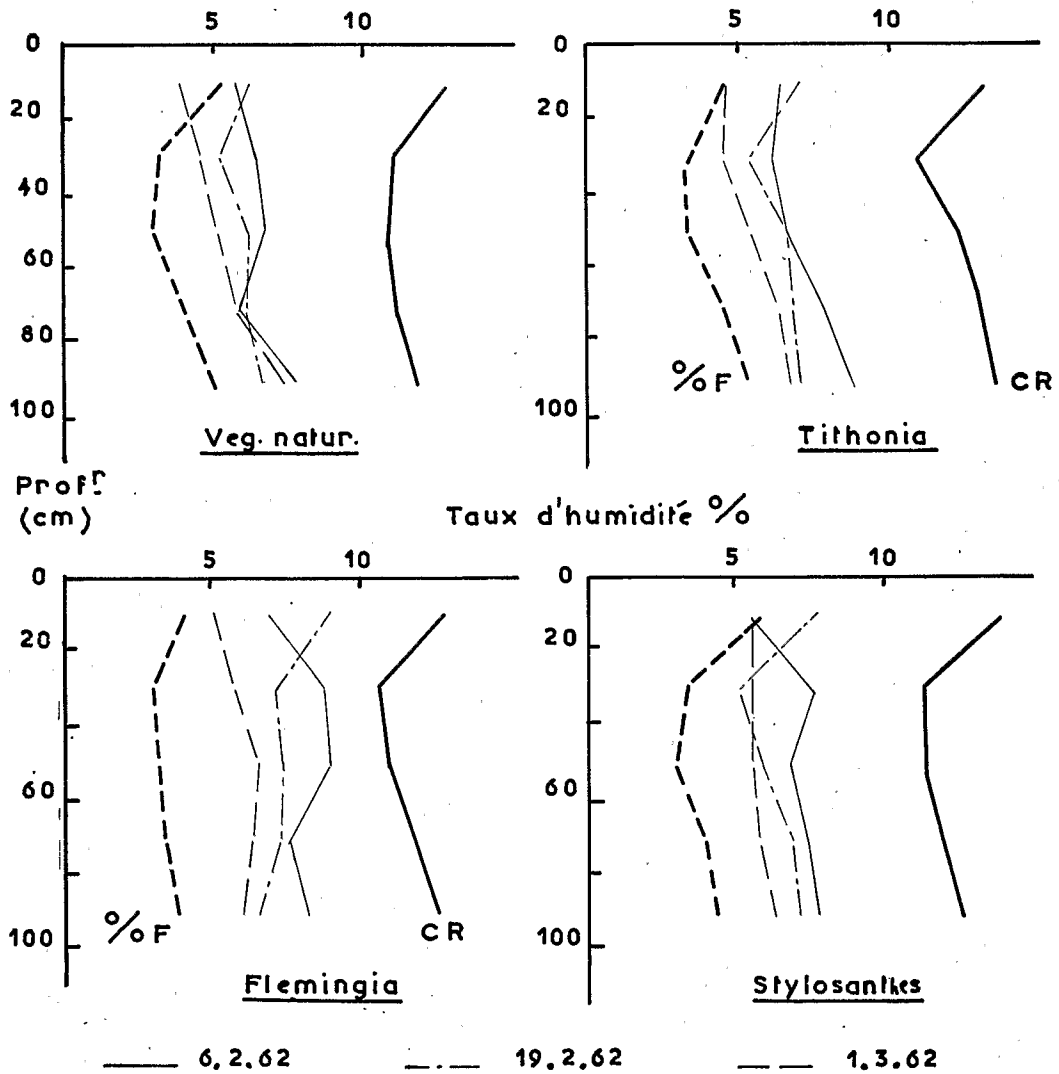 5 10 5 10
0 0
20 20
40
60
80
%F CR
100 100
Veg. natur. Tithonia
Prof.r
(cm)
Taux d'humidité %
5 10 5 10
0 0
20 20
60 60
%F CR
100 100
Flemingia Stylosanthes
6.2.62 19.2.62 1.3.62